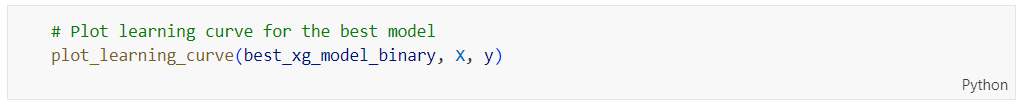 # Plot learning curve for the best model
plot_learning_curve(best_xg_model_binary, X, y)
Python